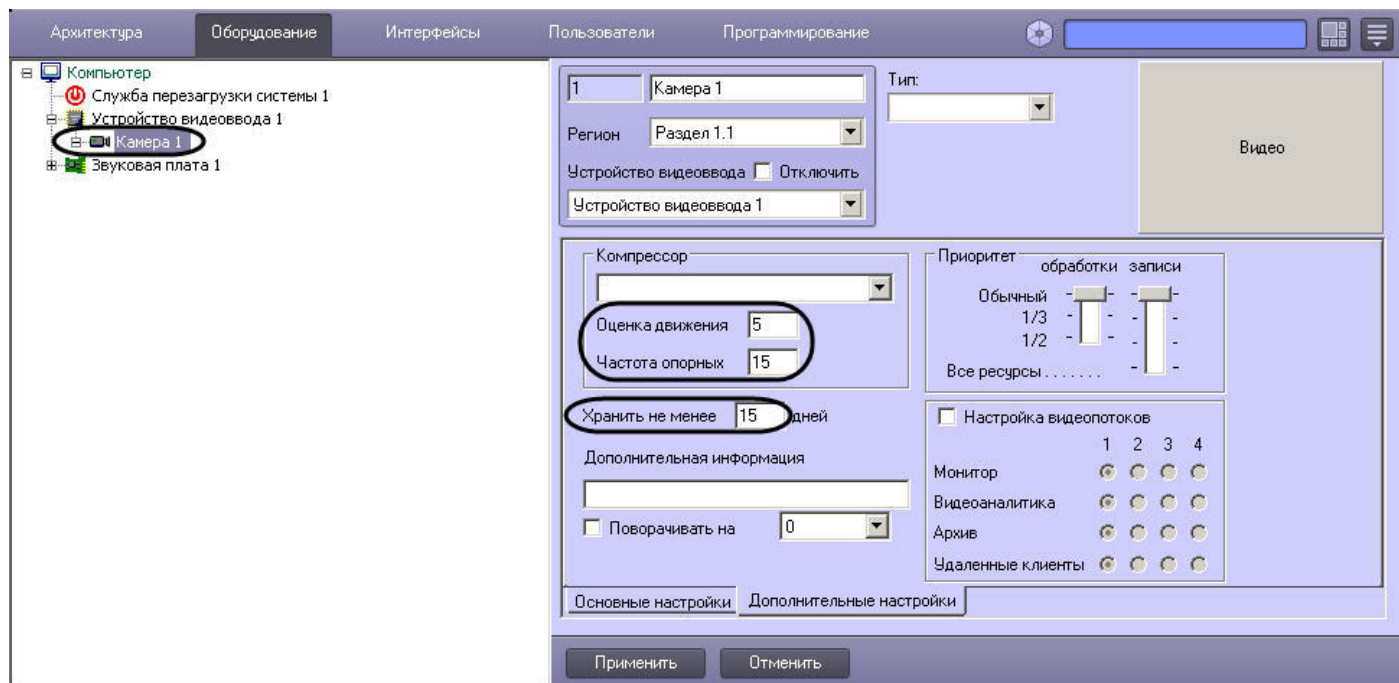 Архитектура Оборудование Интерфейсы Пользователи Программирование
Компьютер
Служба перезагрузки системы 1
Устройство видеоввода 1
Камера 1
Звуковая плата 1
1 Камера 1 Тип:
Регион Раздел 1.1
Устройство видеоввода Отключить
Устройство видеоввода 1
Видео
Компрессор
Оценка движения 5
Частота опорных 15
Хранить не менее 15 дней
Дополнительная информация
Поворачивать на 0
Приоритет обработки записи
Обычный
1/3
1/2
Все ресурсы . . . . . . .
Настройка видеопотоков
1 2 3 4
Монитор
Видеоаналитика
Архив
Удаленные клиенты
Основные настройки Дополнительные настройки
Применить Отменить